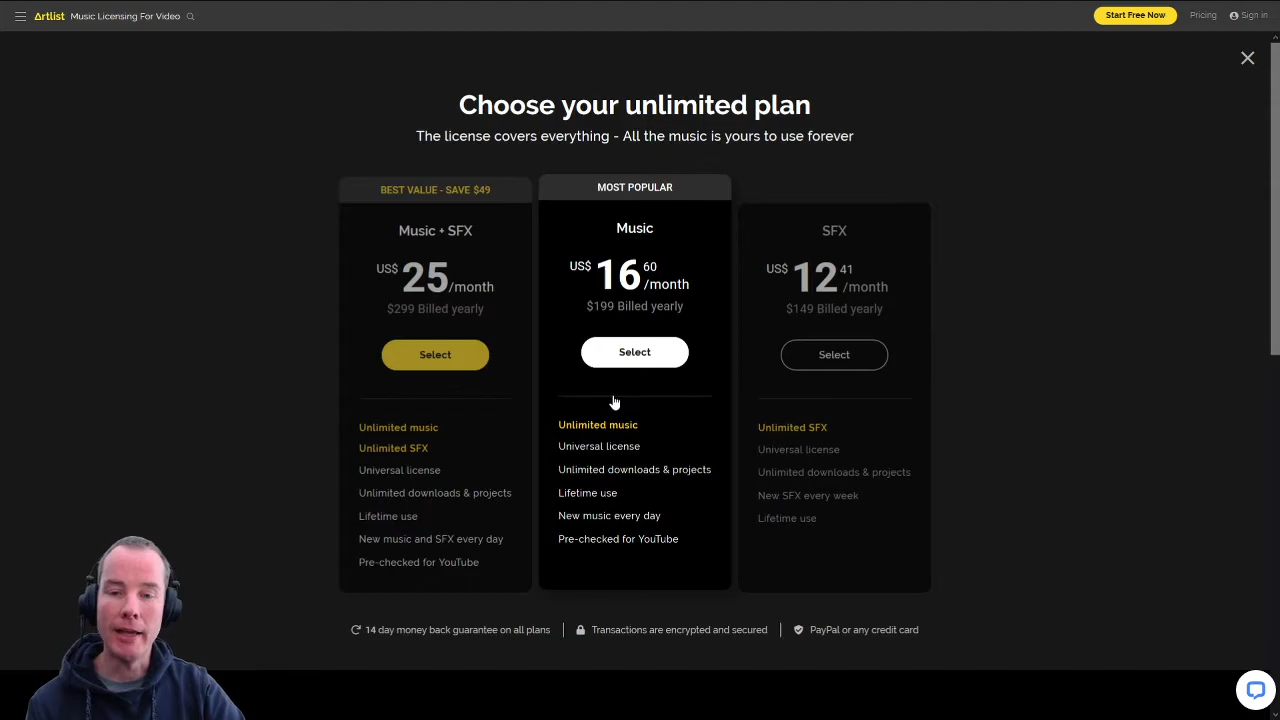 Artlist Music Licensing For Video
Start Free Now
Pricing
Sign in
Choose your unlimited plan
The license covers everything - All the music is yours to use forever
BEST VALUE - SAVE $49
Music + SFX
US$ 25/month
$299 Billed yearly
Select
Unlimited music
Unlimited SFX
Universal license
Unlimited downloads & projects
Lifetime use
New music and SFX every day
Pre-checked for YouTube
MOST POPULAR
Music
US$ 16 60 /month
$199 Billed yearly
Select
Unlimited music
Universal license
Unlimited downloads & projects
Lifetime use
New music every day
Pre-checked for YouTube
SFX
US$ 12 41 /month
$149 Billed yearly
Select
Unlimited SFX
Universal license
Unlimited downloads & projects
New SFX every week
Lifetime use
14 day money back guarantee on all plans
Transactions are encrypted and secured
PayPal or any credit card